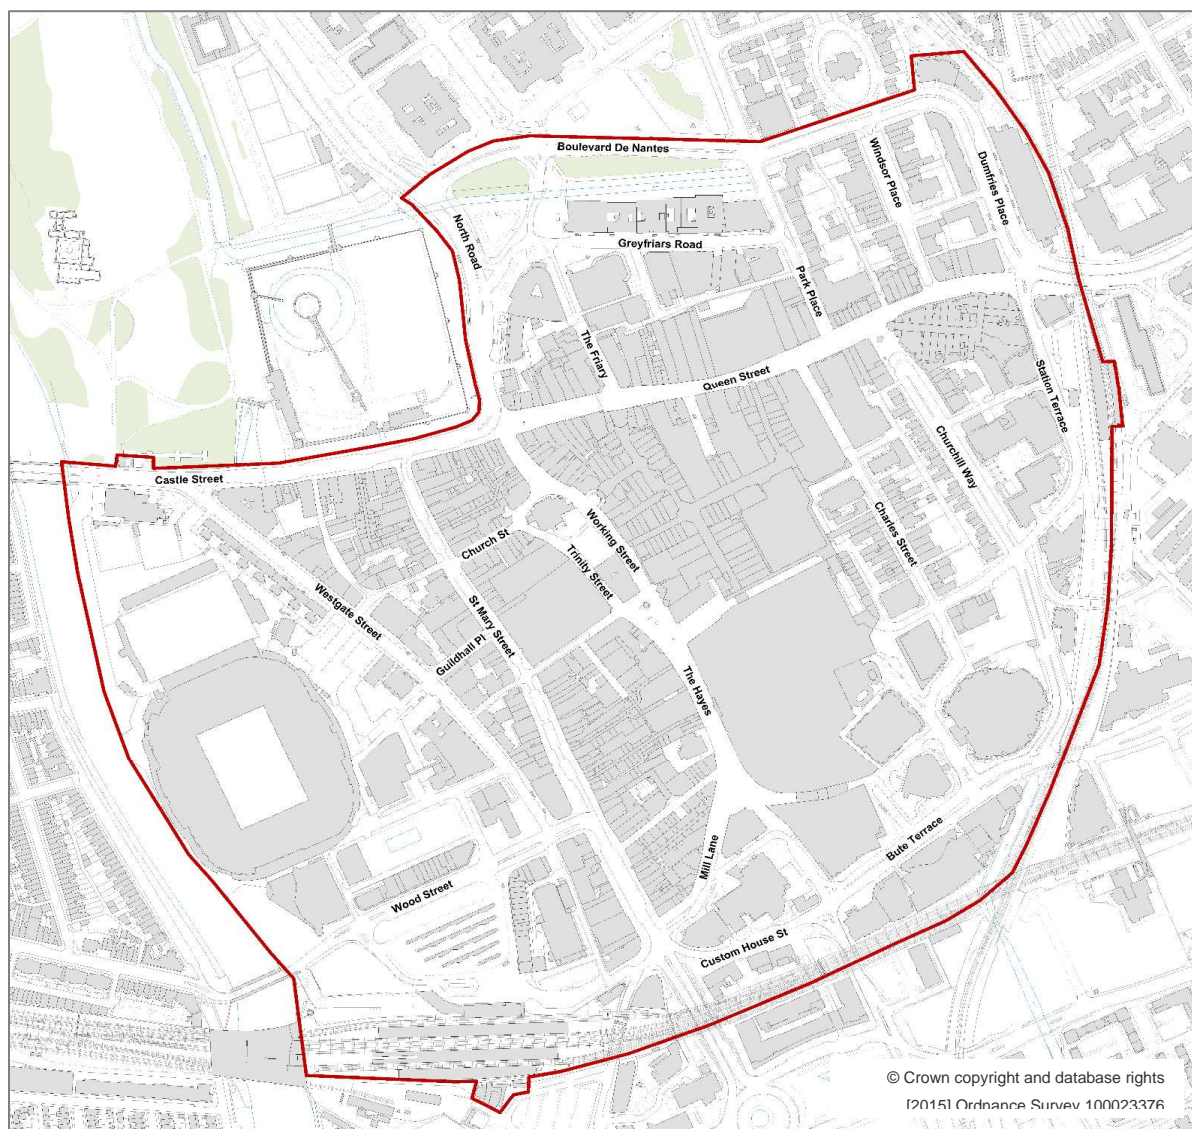 Boulevard De Nantes
Windsor Place
Dumfries Place
North Road
Greyfriars Road
Park Place
The Friary
Queen Street
Station Terrace
Churchill Way
Castle Street
Charles Street
Working Street
Church St
Trinity Street
Westgate Street
St Mary Street
Guildhall Pl
The Hayes
Mill Lane
Bute Terrace
Wood Street
Custom House St
© Crown copyright and database rights
[2015] Ordnance Survey 100023376